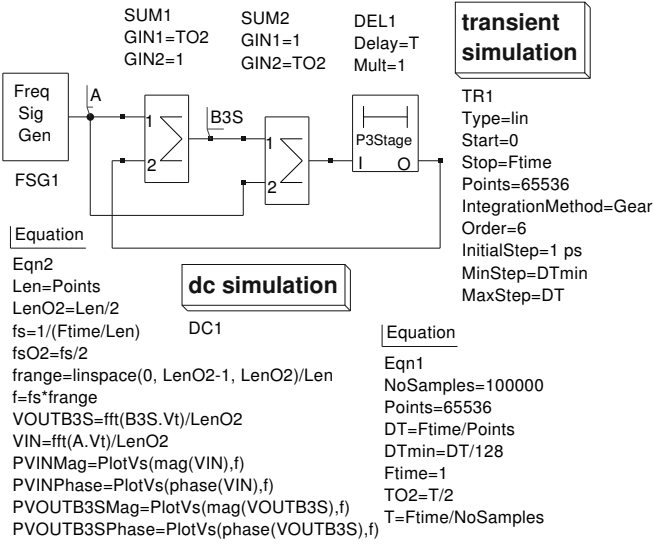 SUM1
GIN1=TO2
GIN2=1
SUM2
GIN1=1
GIN2=TO2
DEL1
Delay=T
Mult=1
transient
simulation
Freq
Sig
Gen
FSG1
A
1
2
B3S
1
2
P3Stage
I O
TR1
Type=lin
Start=0
Stop=Ftime
Points=65536
IntegrationMethod=Gear
Order=6
InitialStep=1 ps
MinStep=DTmin
MaxStep=DT
Equation
Eqn2
Len=Points
LenO2=Len/2
fs=1/(Ftime/Len)
fsO2=fs/2
frange=linspace(0, LenO2-1, LenO2)/Len
f=fs*frange
VOUTB3S=fft(B3S.Vt)/LenO2
VIN=fft(A.Vt)/LenO2
PVINMag=PlotVs(mag(VIN),f)
PVINPhase=PlotVs(phase(VIN),f)
PVOUTB3SMag=PlotVs(mag(VOUTB3S),f)
PVOUTB3SPhase=PlotVs(phase(VOUTB3S),f)
dc simulation
DC1
Equation
Eqn1
NoSamples=100000
Points=65536
DT=Ftime/Points
DTmin=DT/128
Ftime=1
TO2=T/2
T=Ftime/NoSamples